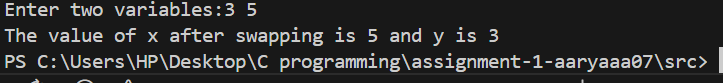 Enter two variables:3 5
The value of x after swapping is 5 and y is 3
PS C:\Users\HP\Desktop\C programming\assignment-1-aaryaaa07\src>